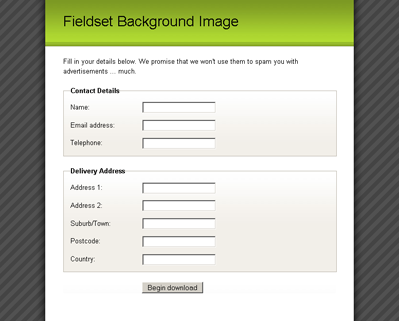 Fieldset Background Image
Fill in your details below. We promise that we won't use them to spam you with
advertisements ... much.
Contact Details
Name:
Email address:
Telephone:
Delivery Address
Address 1:
Address 2:
Suburb/Town:
Postcode:
Country:
Begin download